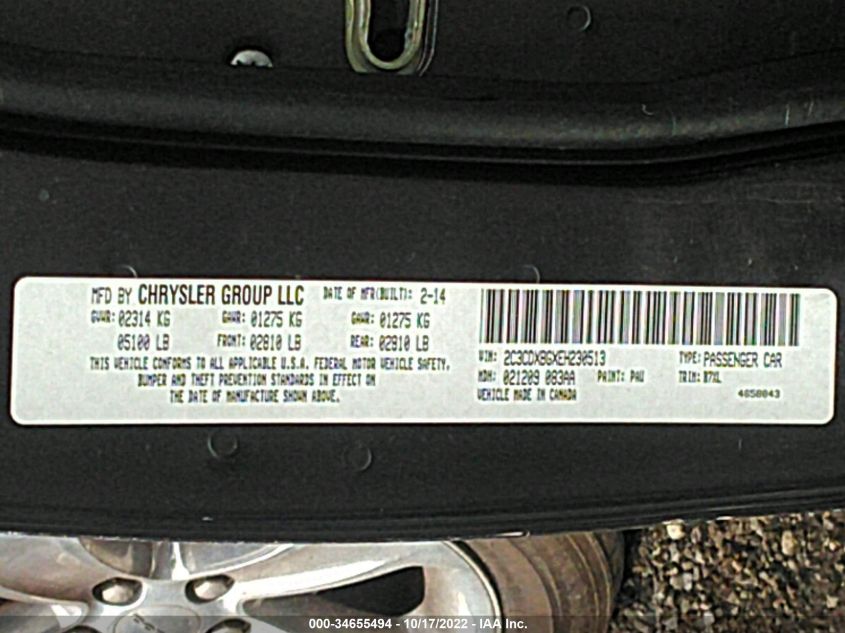 MFD BY CHRYSLER GROUP LLC DATE OF MFR(BUILT): 2-14
GVWR: 02314 KG GAWR: 01275 KG GAWR: 01275 KG
05100 LB FRONT: 02810 LB REAR: 02810 LB
THIS VEHICLE CONFORMS TO ALL APPLICABLE U.S.A. FEDERAL MOTOR VEHICLE SAFETY,
BUMPER AND THEFT PREVENTION STANDARDS IN EFFECT ON
THE DATE OF MANUFACTURE SHOWN ABOVE.
VIN: 2C3CDXBGXEH230513 TYPE: PASSENGER CAR
MDH: 021209 083AA PAINT: PAU TRIM: B7XL
VEHICLE MADE IN CANADA 4658043
000-34655494 - 10/17/2022 - IAA Inc.